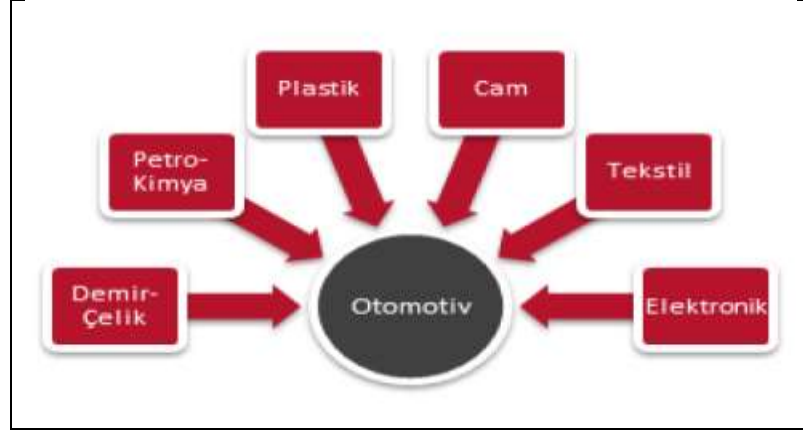 Plastik
Cam
Petro-
Kimya
Tekstil
Demir-
Çelik
Otomotiv
Elektronik